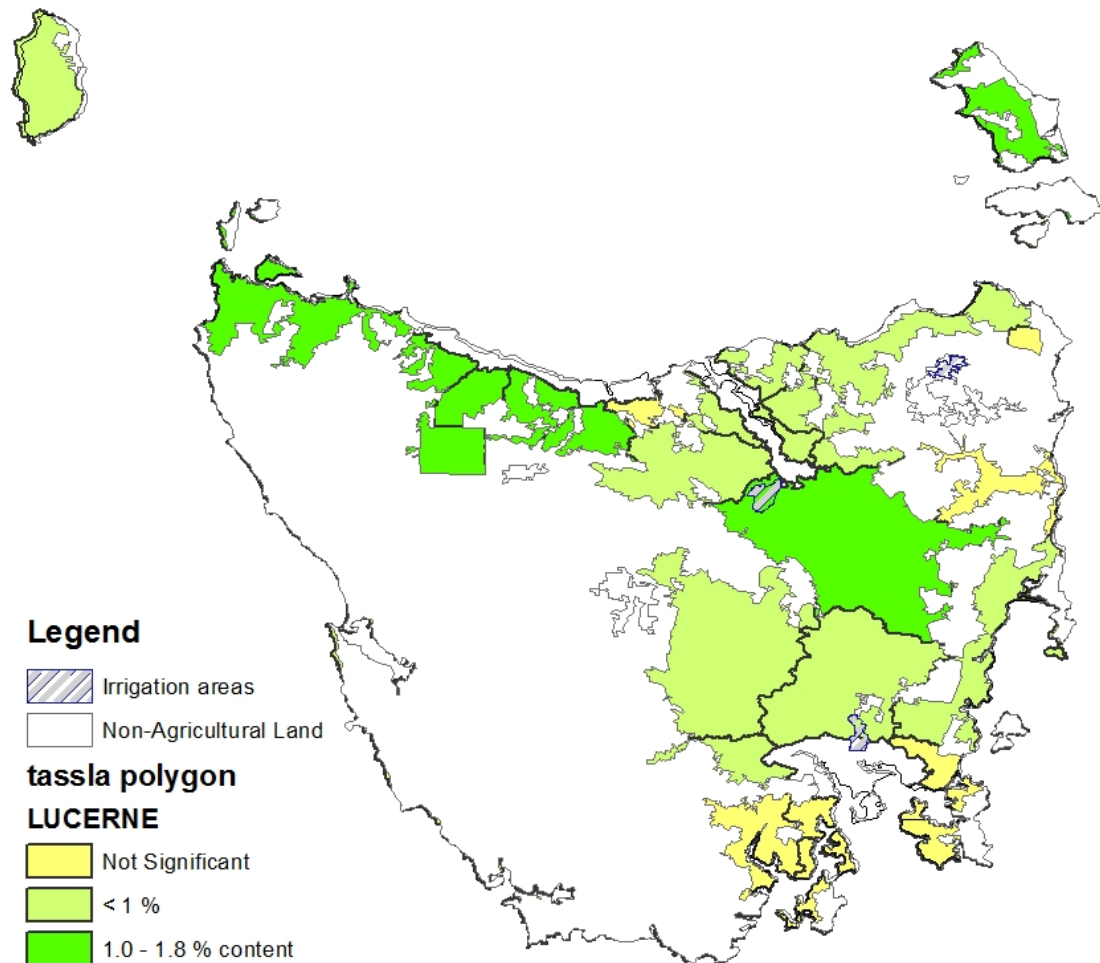 Legend
Irrigation areas
Non-Agricultural Land
tassla polygon
LUCERNE
Not Significant
< 1 %
1.0 - 1.8 % content